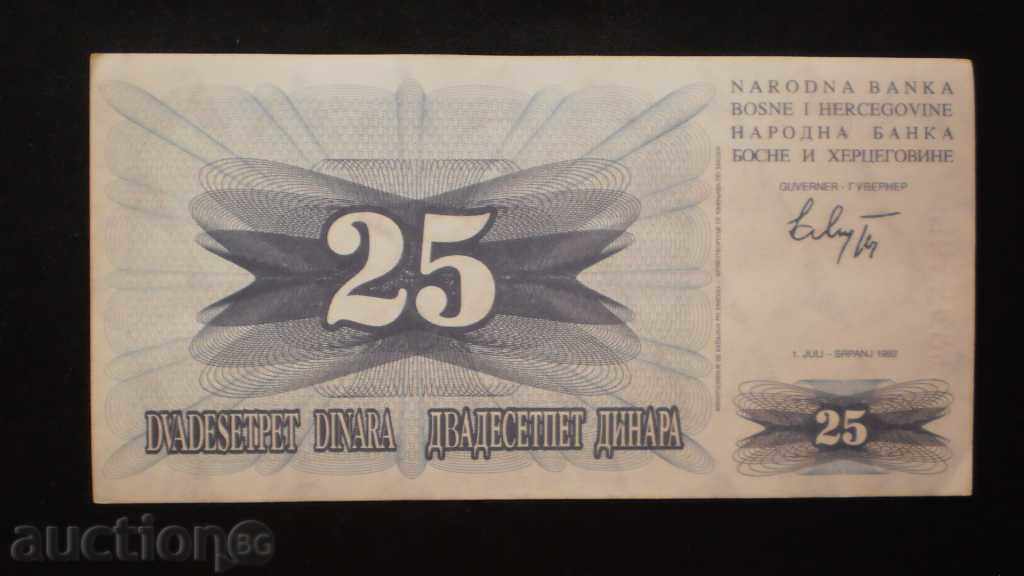 NARODNA BANKA
BOSNE I HERCEGOVINE
НАРОДНА БАНКА
БОСНЕ И ХЕРЦЕГОВИНЕ
GUVERNER - ГУВЕРНЕР
1. JULI - SRPANJ 1992
25
DVADESETPET DINARA ДВАДЕСЕТПЕТ ДИНАРА
25
auction BG